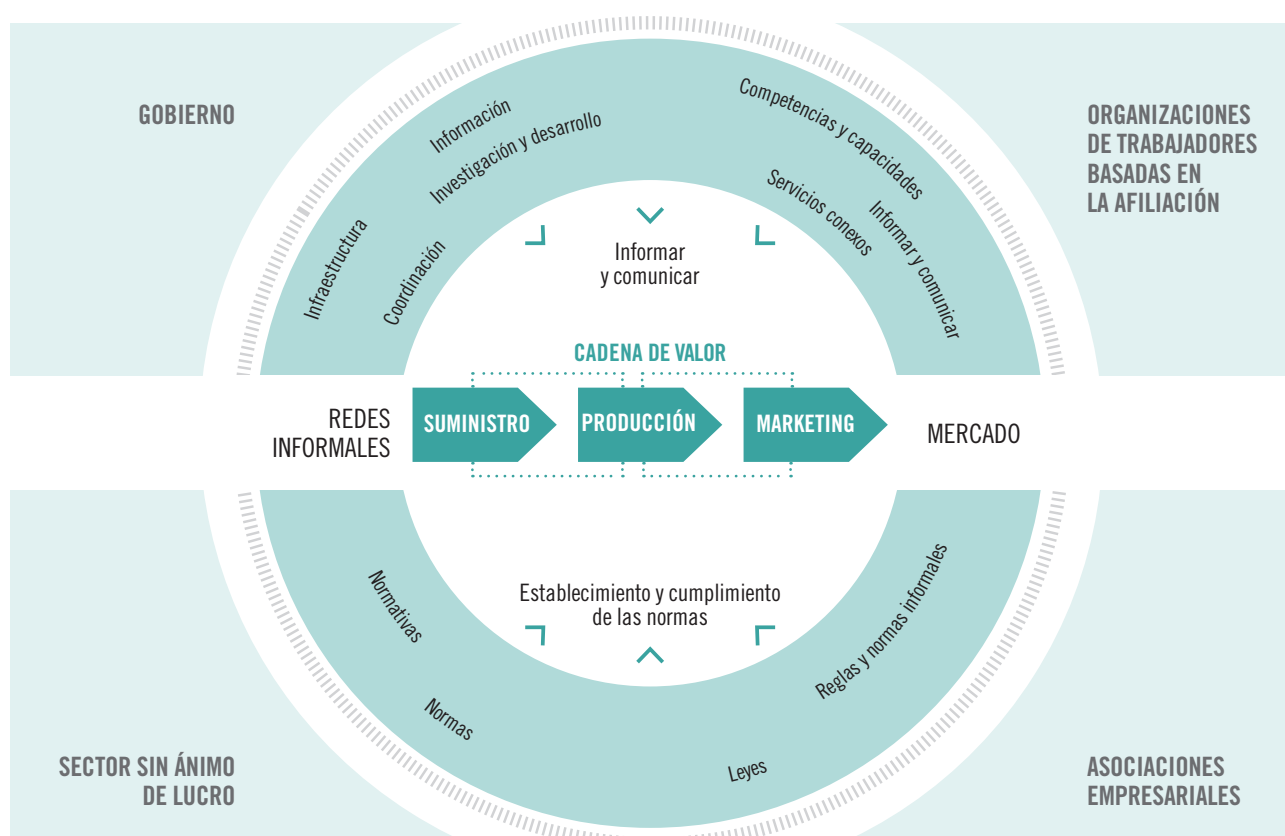 GOBIERNO
ORGANIZACIONES
DE TRABAJADORES
BASADAS EN
LA AFILIACIÓN
Infraestructura
Coordinación
Información
Investigación y desarrollo
Competencias y capacidades
Servicios conexos
Informar y comunicar
Informar
y comunicar
CADENA DE VALOR
REDES
INFORMALES
SUMINISTRO
PRODUCCIÓN
MARKETING
MERCADO
Establecimiento y cumplimiento
de las normas
Normativas
Normas
Leyes
Reglas y normas informales
SECTOR SIN ÁNIMO
DE LUCRO
ASOCIACIONES
EMPRESARIALES